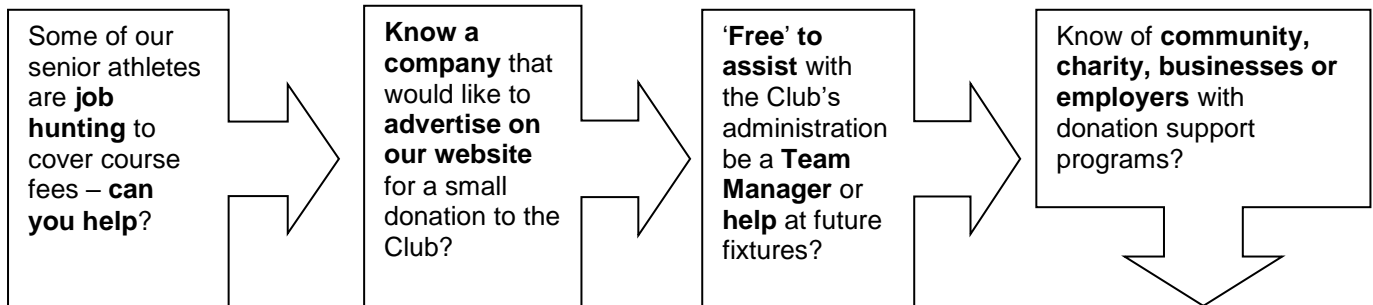 Some of our
senior athletes
are job
hunting to
cover course
fees – can
you help?
Know a
company that
would like to
advertise on
our website
for a small
donation to the
Club?
‘Free’ to
assist with
the Club’s
administration
be a Team
Manager or
help at future
fixtures?
Know of community,
charity, businesses or
employers with
donation support
programs?